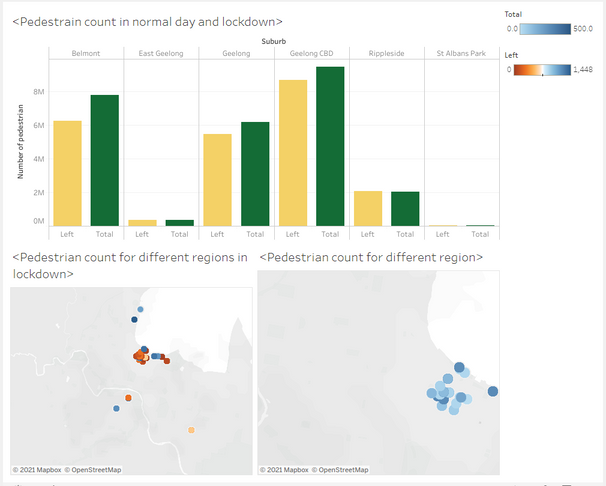 <Pedestrain count in normal day and lockdown>
Total
0.0 500.0
Left
0 1,448
Suburb
Belmont East Geelong Geelong Geelong CBD Rippleside St Albans Park
Number of pedestrian
8M
6M
4M
2M
0M
Left Total Left Total Left Total Left Total Left Total Left Total
<Pedestrian count for different regions in
lockdown>
<Pedestrian count for different region>
© 2021 Mapbox © OpenStreetMap
© 2021 Mapbox © OpenStreetMap